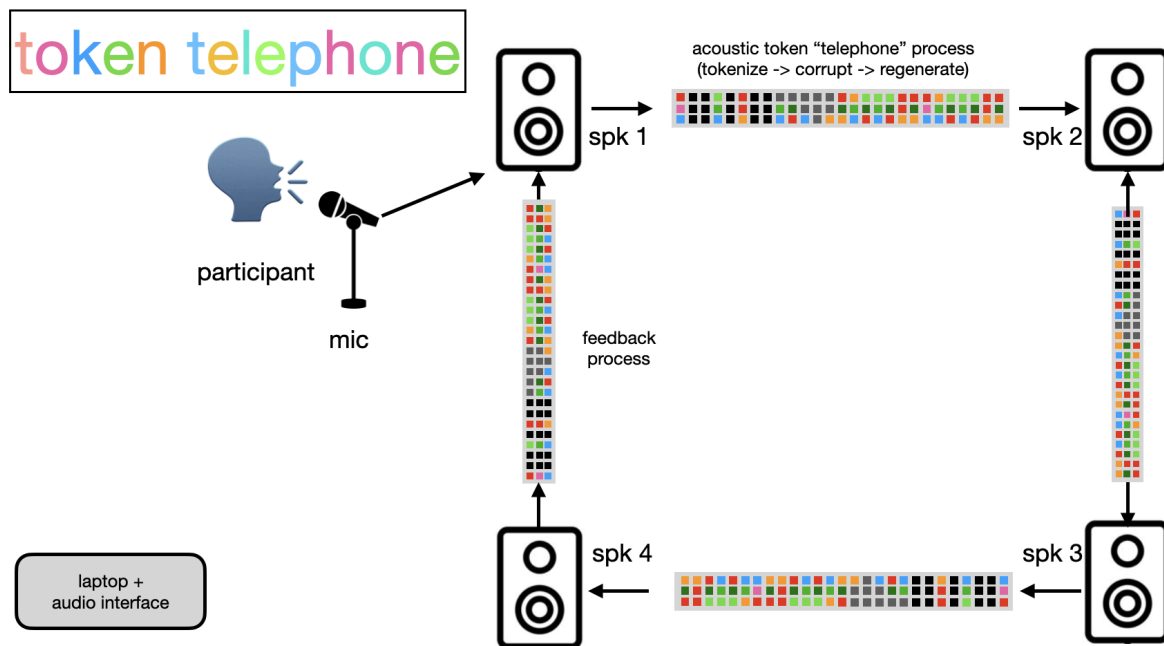 token telephone
acoustic token “telephone” process
(tokenize -> corrupt -> regenerate)
spk 1
spk 2
participant
mic
feedback
process
spk 4
spk 3
laptop +
audio interface